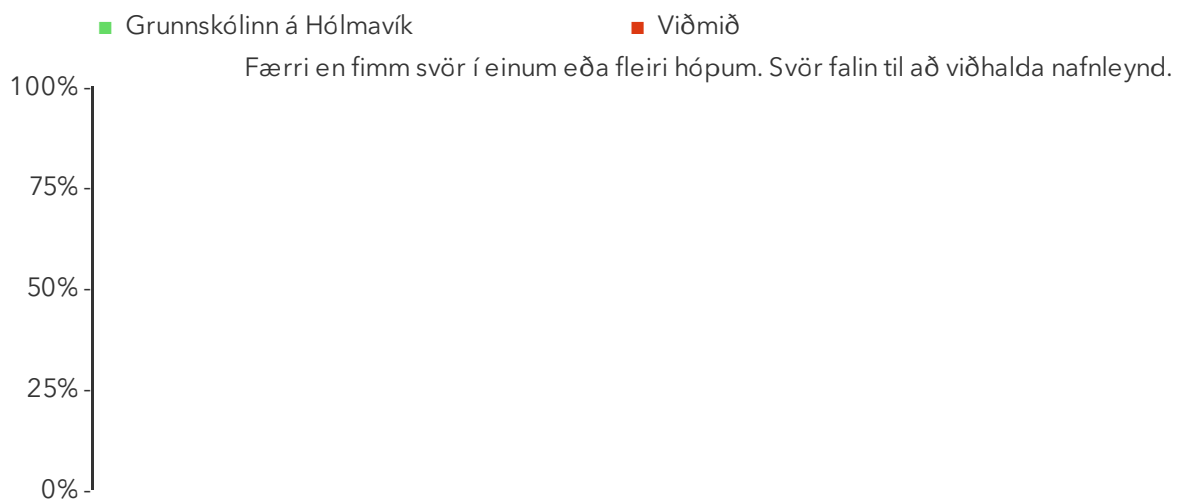 Grunnskólinn á Hólmavík Viðmið
Færri en fimm svör í einum eða fleiri hópum. Svör falin til að viðhalda nafnleynd.
100%
75%
50%
25%
0%